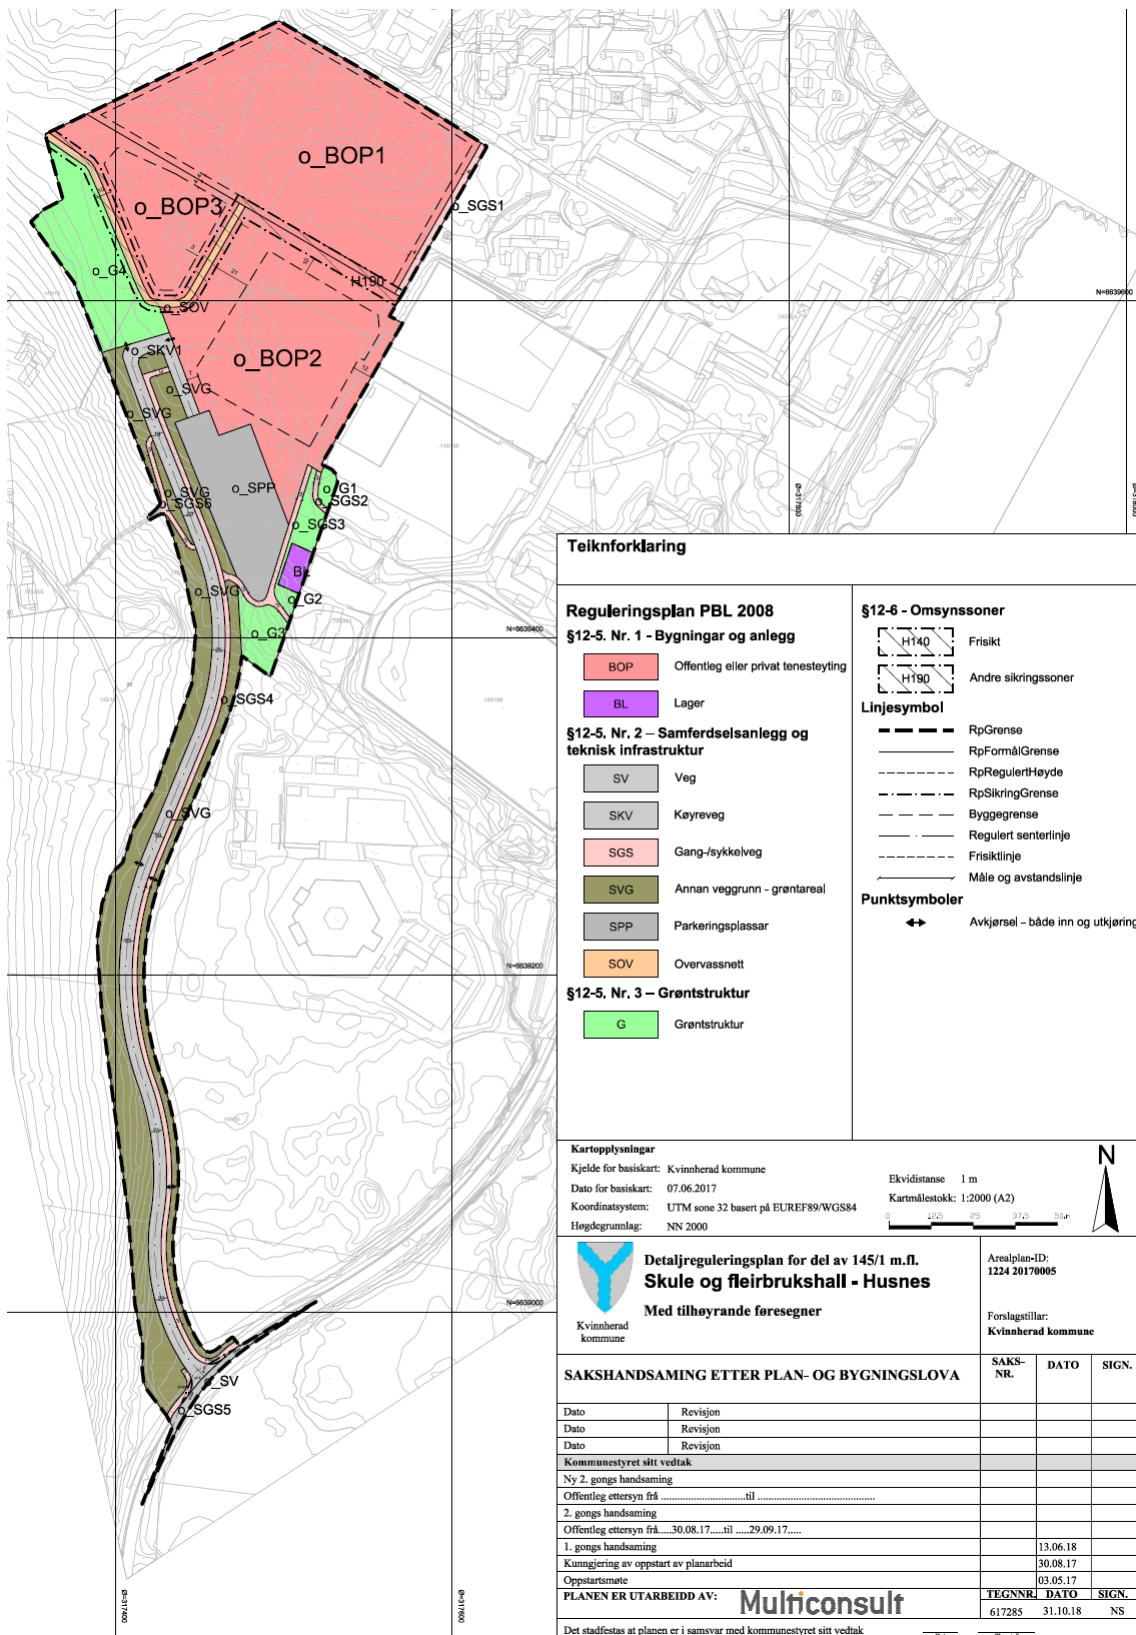 o_BOP1
o_BOP3
o_SGS1
o_G4
H190
o_SOV
N=6639600
o_SKV1
o_BOP2
o_SVG
o_SVG
o_SVG
o_SGS6
o_SPP
o_G1
o_SGS2
o_SGS3
BL
o_SVG
o_G2
o_G3
N=6639400
o_SGS4
o_SVG
N=6639200
N=6639000
o_SV
o_SGS5
Ø=317400
Ø=317600
Ø=317800
Teiknforklaring
Reguleringsplan PBL 2008
§12-5. Nr. 1 - Bygningar og anlegg
BOP Offentleg eller privat tenesteyting
BL Lager
§12-5. Nr. 2 – Samferdselsanlegg og
teknisk infrastruktur
SV Veg
SKV Køyreveg
SGS Gang-/sykkelveg
SVG Annan veggrunn - grøntareal
SPP Parkeringsplassar
SOV Overvassnett
§12-5. Nr. 3 – Grøntstruktur
G Grøntstruktur
§12-6 - Omsynssoner
H140 Frisikt
H190 Andre sikringssoner
Linjesymbol
RpGrense
RpFormålGrense
RpRegulertHøyde
RpSikringGrense
Byggegrense
Regulert senterlinje
Frisiktlinje
Måle og avstandslinje
Punktsymboler
Avkjørsel - både inn og utkjøring
Kartopplysningar
Kjelde for basiskart: Kvinnherad kommune
Dato for basiskart: 07.06.2017
Koordinatsystem: UTM sone 32 basert på EUREF89/WGS84
Høgdegrunnlag: NN 2000
Ekvidistanse 1 m
Kartmålestokk: 1:2000 (A2)
0 12,5 25 37,5 50m
N
Kvinnherad
kommune
Detaljreguleringsplan for del av 145/1 m.fl.
Skule og fleirbrukshall - Husnes
Med tilhøyrande føresegner
Arealplan-ID:
1224 20170005
Forslagstillar:
Kvinnherad kommune
SAKSHANDSAMING ETTER PLAN- OG BYGNINGSLOVA
SAKS-
NR. DATO SIGN.
Dato Revisjon
Dato Revisjon
Dato Revisjon
Kommunestyret sitt vedtak
Ny 2. gongs handsaming
Offentleg ettersyn frå ..............................til ..........................................
2. gongs handsaming
Offentleg ettersyn frå.....30.08.17.....til .....29.09.17.....
1. gongs handsaming 13.06.18
Kunngjering av oppstart av planarbeid 30.08.17
Oppstartsmøte 03.05.17
PLANEN ER UTARBEIDD AV: Multiconsult
TEGNNR. DATO SIGN.
617285 31.10.18 NS
Det stadfestas at planen er i samsvar med kommunestyret sitt vedtak